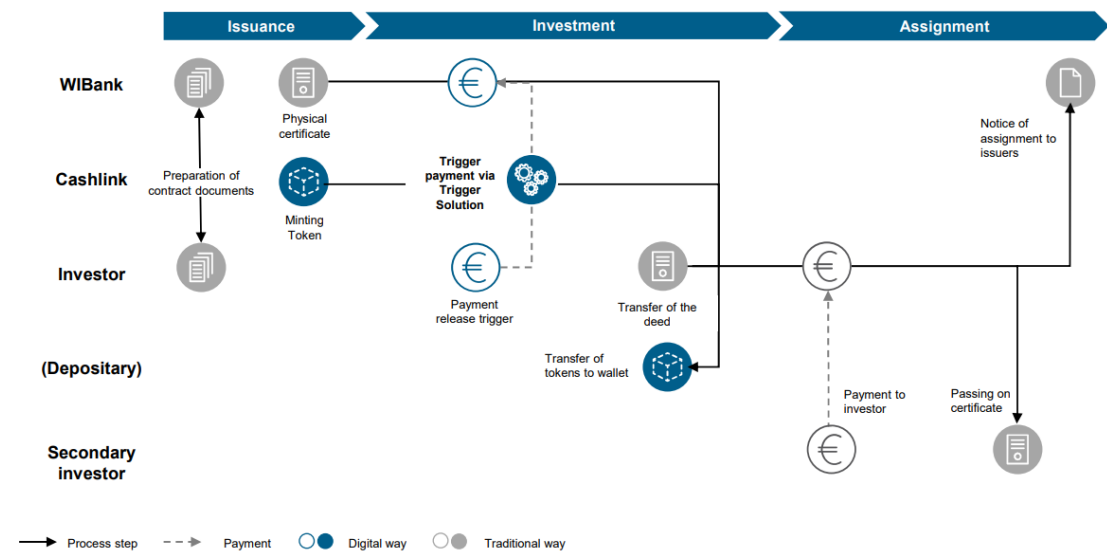 Issuance
Investment
Assignment
WIBank
Physical
certificate
Notice of
assignment to
issuers
Cashlink
Preparation of
contract documents
Minting
Token
Trigger
payment via
Trigger
Solution
Investor
Payment
release trigger
Transfer of the
deed
(Depositary)
Transfer of
tokens to wallet
Payment to
investor
Passing on
certificate
Secondary
investor
Process step
Payment
Digital way
Traditional way